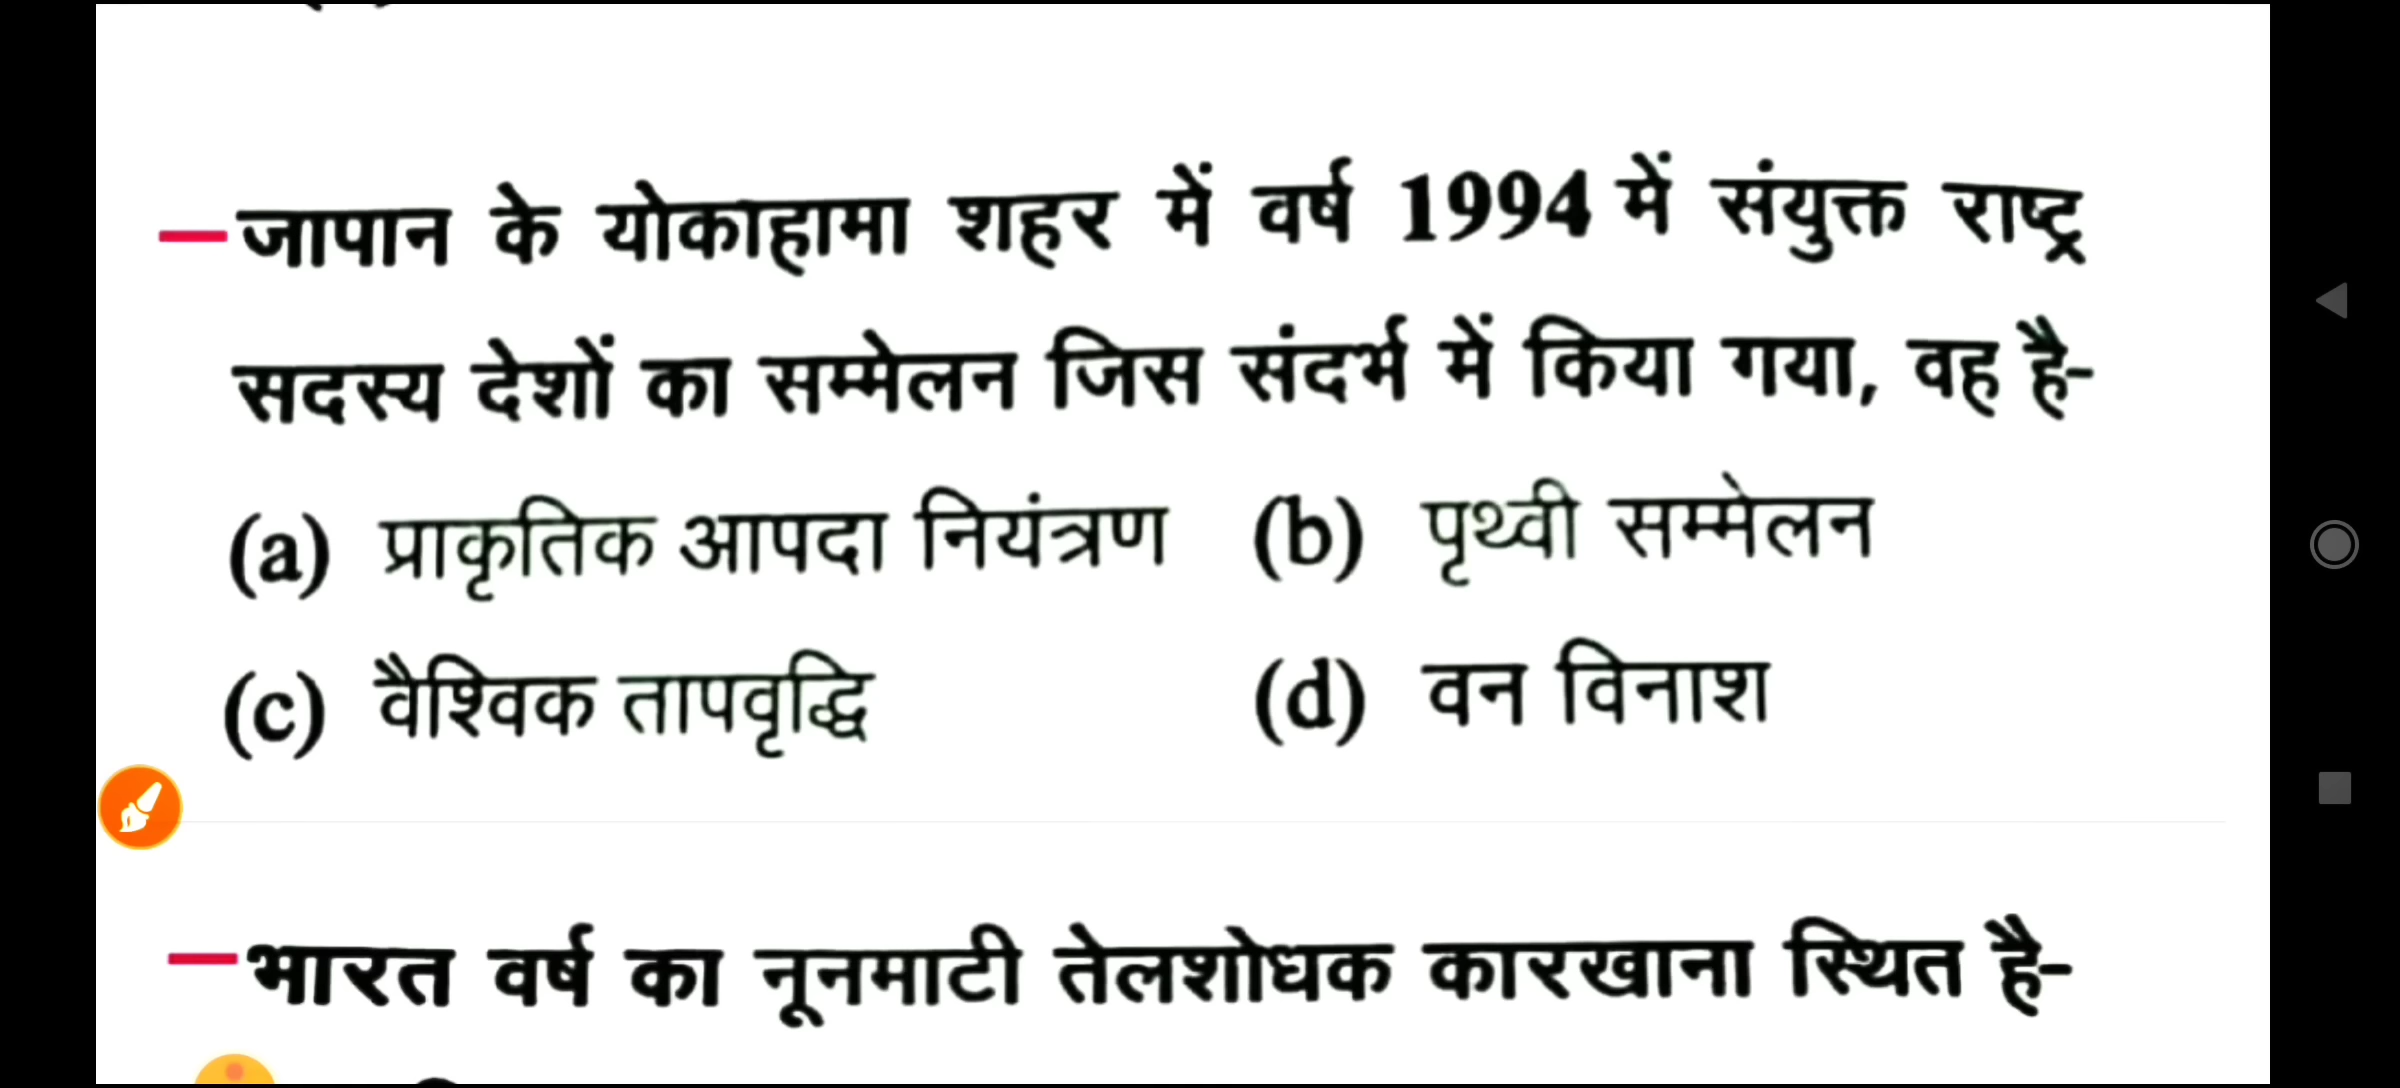 जापान के योकाहामा शहर में वर्ष 1994 में संयुक्त राष्ट्र
सदस्य देशों का सम्मेलन जिस संदर्भ में किया गया, वह है-
(a) प्राकृतिक आपदा नियंत्रण (b) पृथ्वी सम्मेलन
(c) वैश्विक तापवृद्धि (d) वन विनाश
भारत वर्ष का नूनमाटी तेलशोधक कारखाना स्थित है-